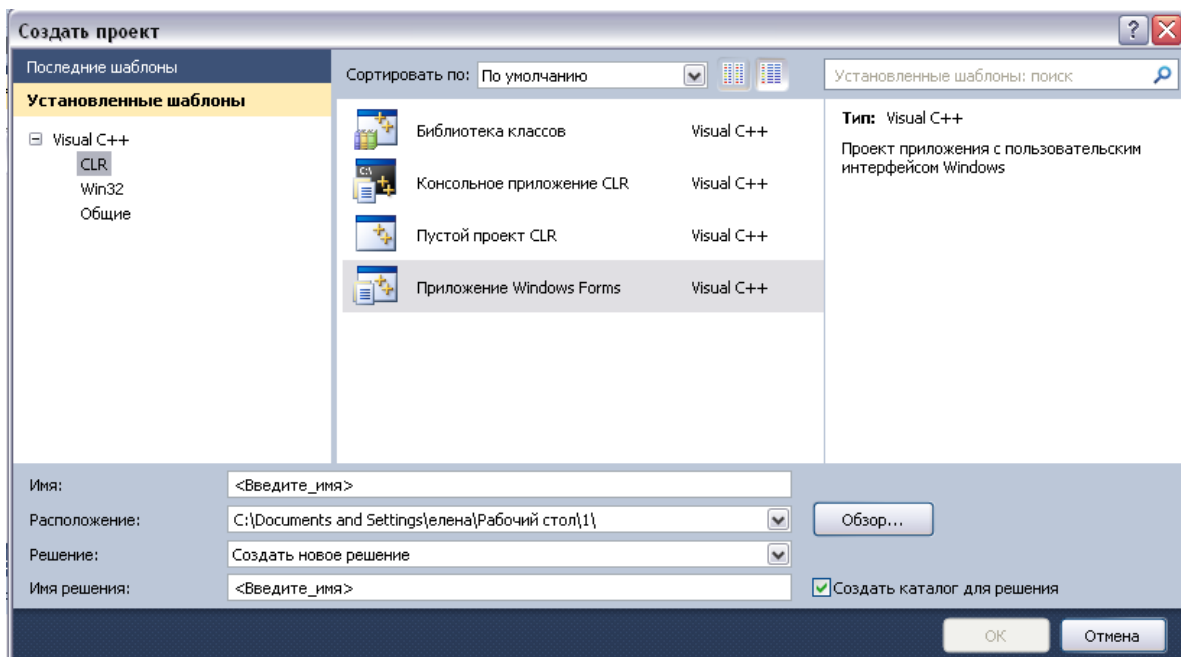 Создать проект
Последние шаблоны
Установленные шаблоны
Visual C++
CLR
Win32
Общие
Сортировать по: По умолчанию
Библиотека классов Visual C++
Консольное приложение CLR Visual C++
Пустой проект CLR Visual C++
Приложение Windows Forms Visual C++
Установленные шаблоны: поиск
Тип: Visual C++
Проект приложения с пользовательским
интерфейсом Windows
Имя: <Введите_имя>
Расположение: C:\Documents and Settings\елена\Рабочий стол\1\ Обзор...
Решение: Создать новое решение
Имя решения: <Введите_имя> Создать каталог для решения
ОК Отмена